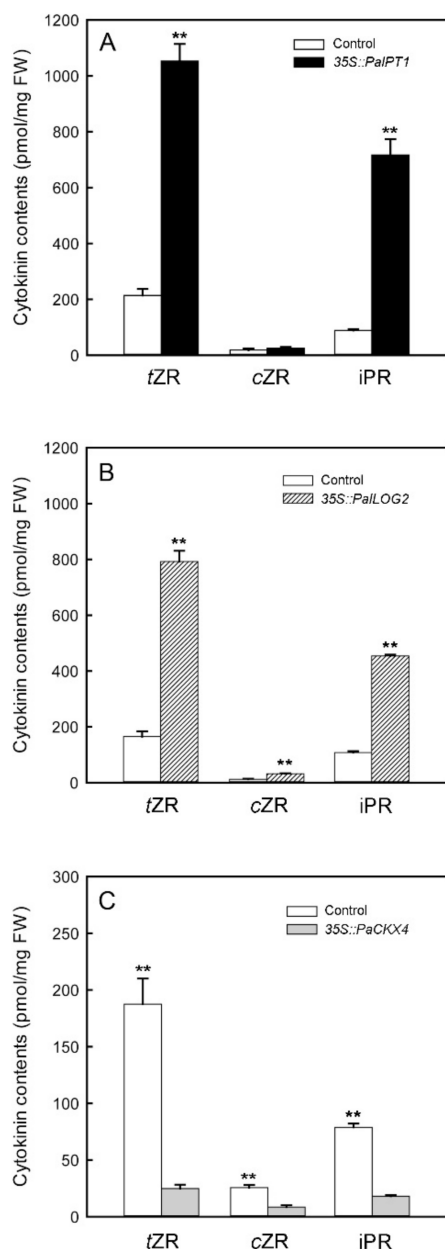 A
Control
35S::PaIPT1
Cytokinin contents (pmol/mg FW)
1200
1000
800
600
400
200
0
**
**
tZR cZR iPR
B
Control
35S::PaILOG2
Cytokinin contents (pmol/mg FW)
1200
1000
800
600
400
200
0
**
**
**
tZR cZR iPR
C
Control
35S::PaCKX4
Cytokinin contents (pmol/mg FW)
300
250
200
150
100
50
0
**
**
**
tZR cZR iPR